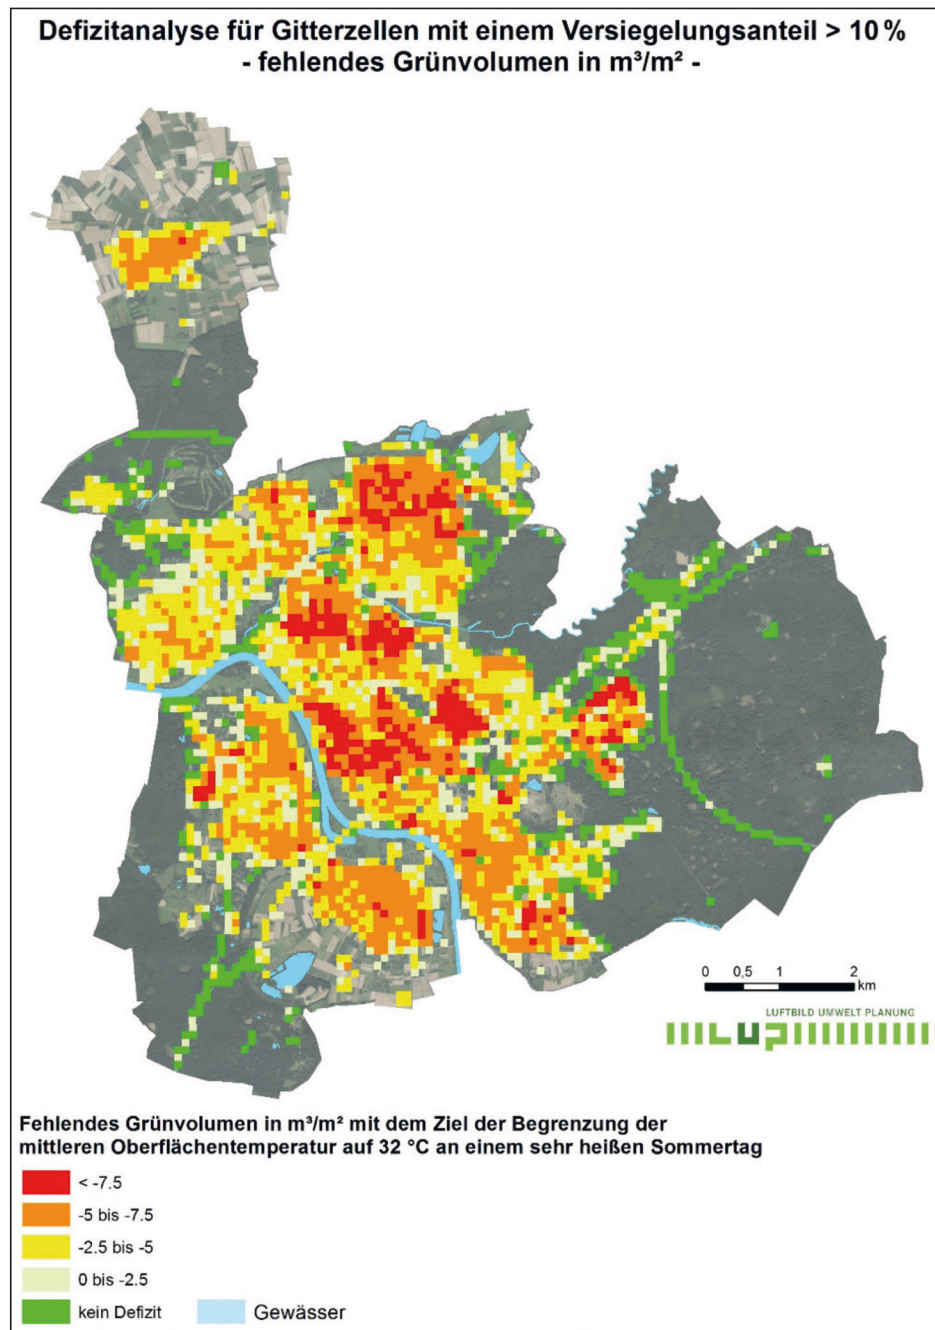 Defizitanalyse für Gitterzellen mit einem Versiegelungsanteil > 10 %
- fehlendes Grünvolumen in m³/m² -
0 0,5 1 2
km
LUFTBILD UMWELT PLANUNG
LUP
Fehlendes Grünvolumen in m³/m² mit dem Ziel der Begrenzung der
mittleren Oberflächentemperatur auf 32 °C an einem sehr heißen Sommertag
< -7.5
-5 bis -7.5
-2.5 bis -5
0 bis -2.5
kein Defizit Gewässer